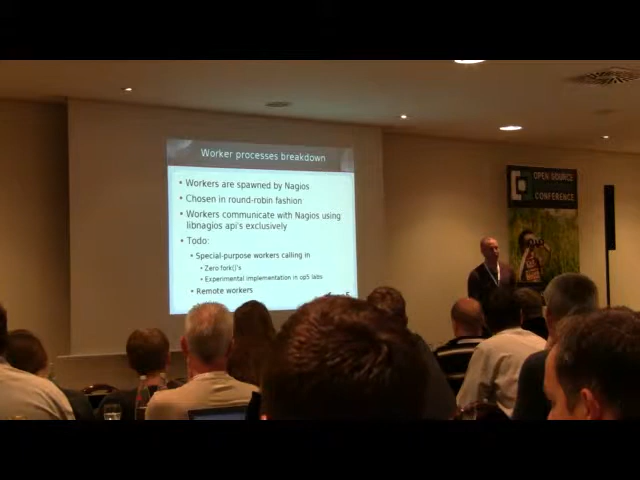 Worker processes breakdown
• Workers are spawned by Nagios
• Chosen in round-robin fashion
• Workers communicate with Nagios using
libnagios api's exclusively
• Todo:
• Special-purpose workers calling in
• Zero fork()'s
• Experimental implementation in op5 labs
• Remote workers
OPEN SOURCE
CONFERENCE